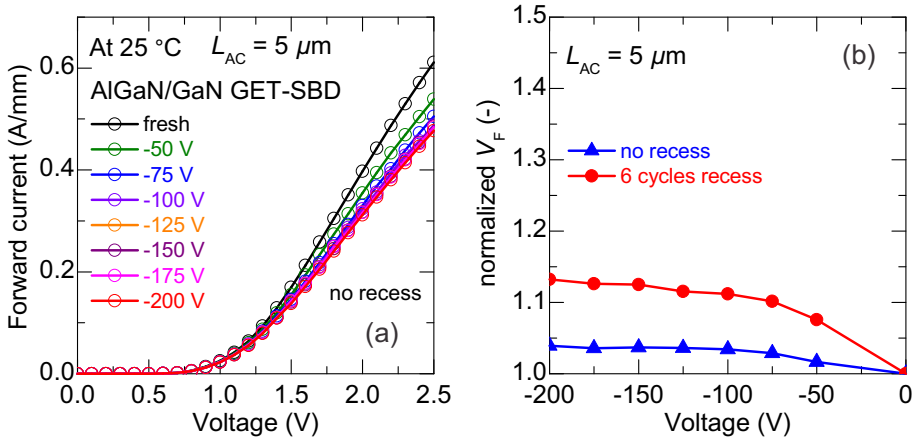 At 25 °C L_AC = 5 μm
AlGaN/GaN GET-SBD
fresh
-50 V
-75 V
-100 V
-125 V
-150 V
-175 V
-200 V
no recess
(a)
Forward current (A/mm)
0.6
0.4
0.2
0.0
0.0 0.5 1.0 1.5 2.0 2.5
Voltage (V)
L_AC = 5 μm
(b)
no recess
6 cycles recess
normalized V_F (-)
1.5
1.4
1.3
1.2
1.1
1.0
-200 -150 -100 -50 0
Voltage (V)